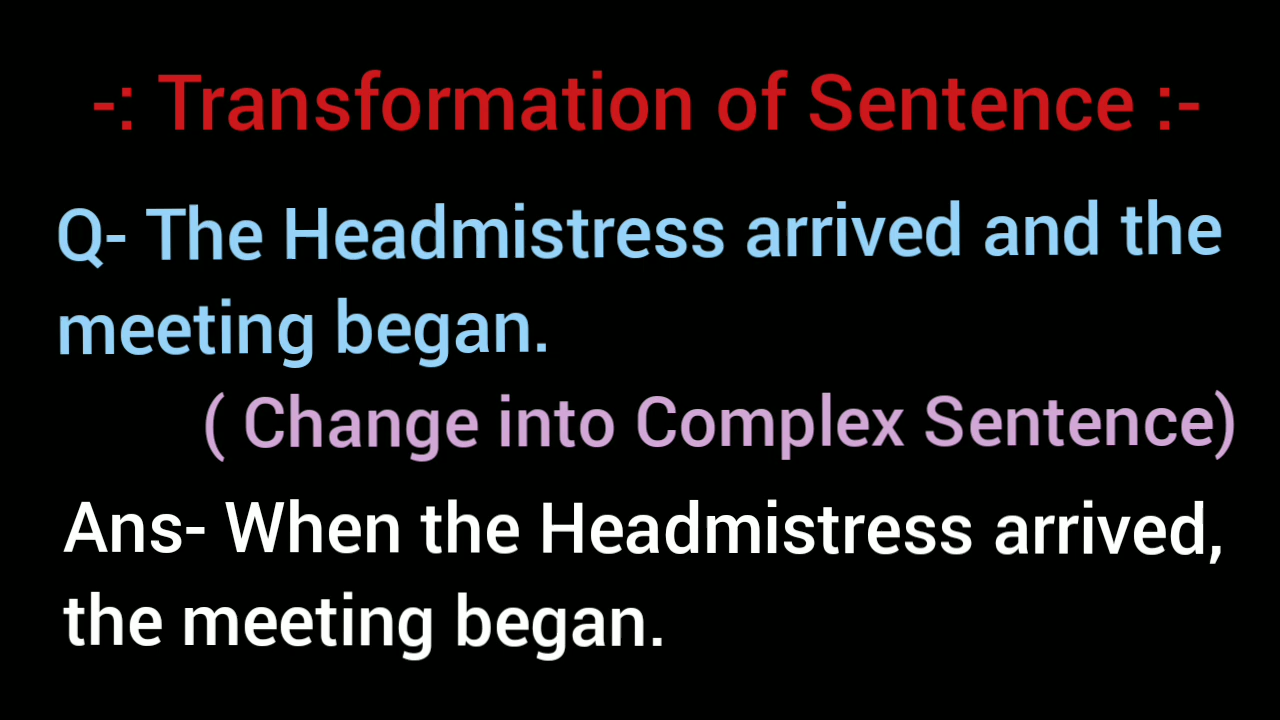 -: Transformation of Sentence :-
Q- The Headmistress arrived and the
meeting began.
( Change into Complex Sentence)
Ans- When the Headmistress arrived,
the meeting began.